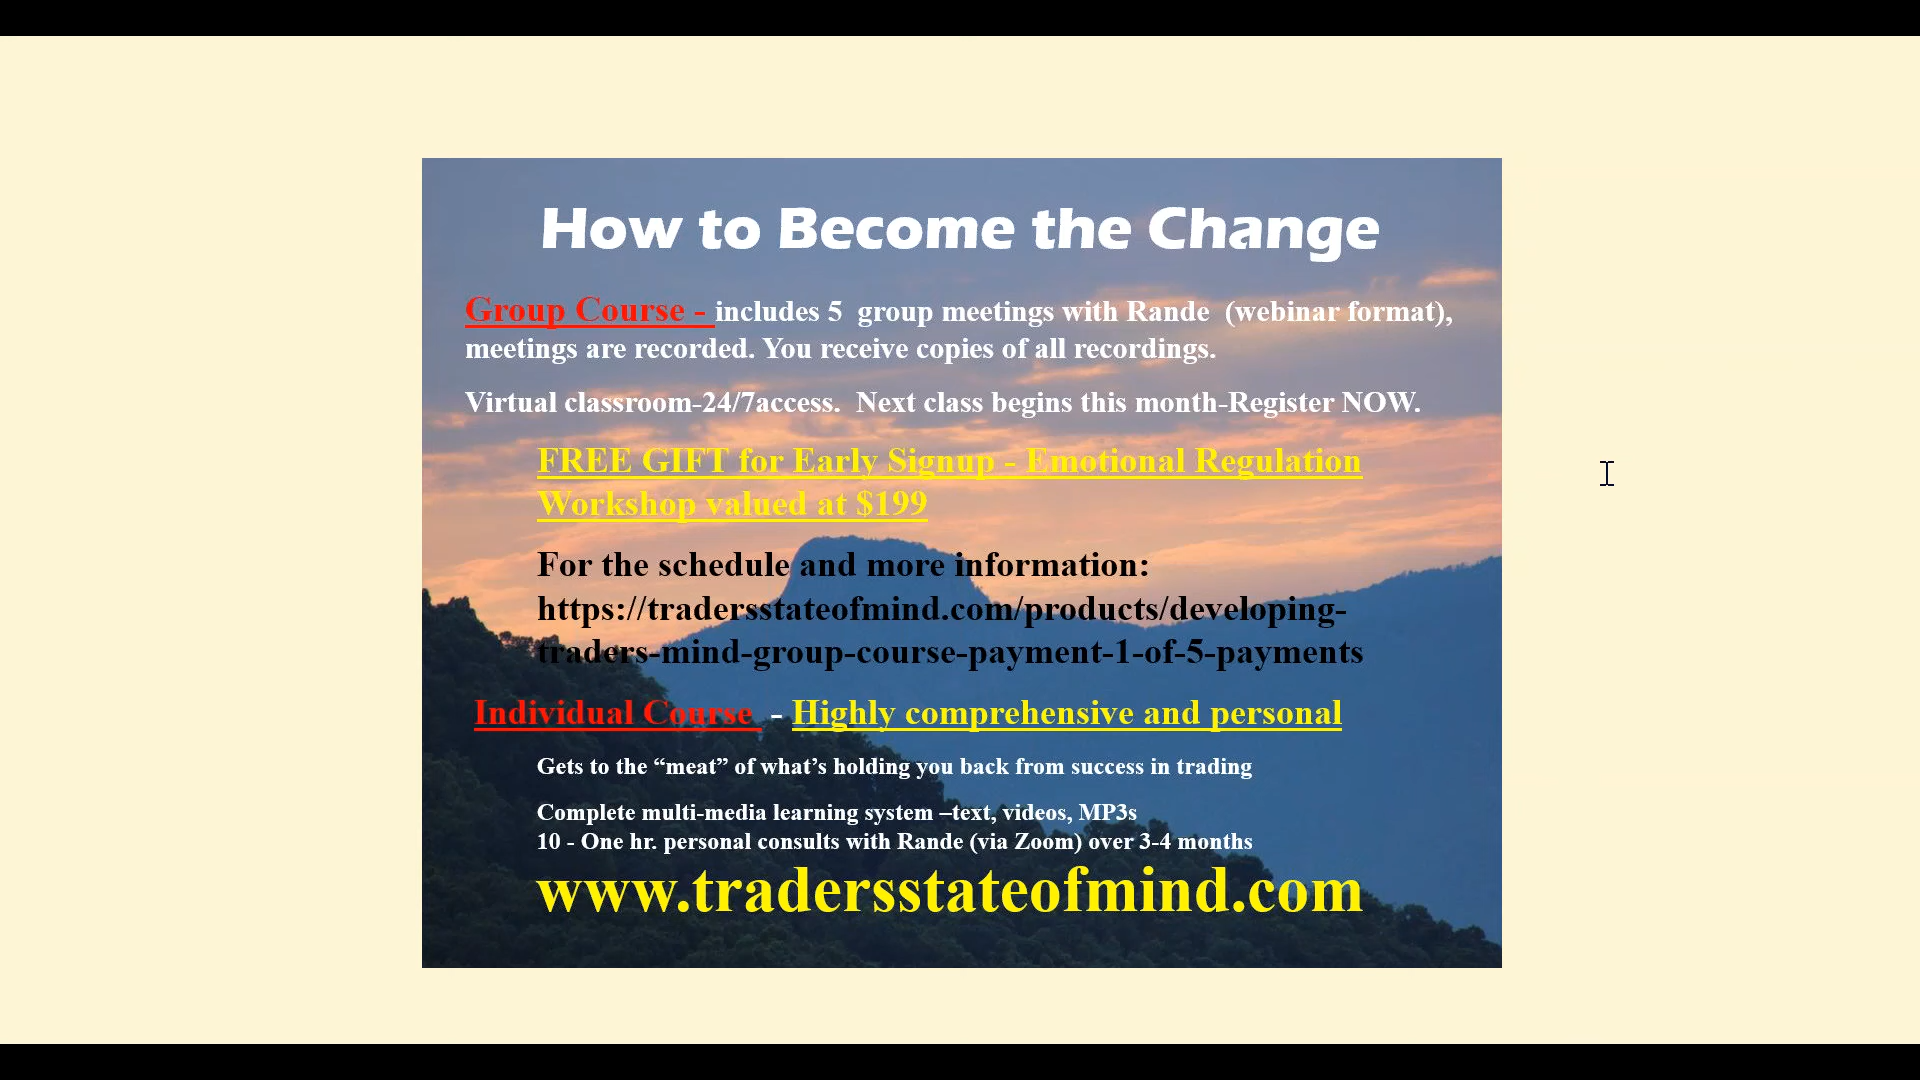 How to Become the Change
Group Course - includes 5 group meetings with Rande (webinar format),
meetings are recorded. You receive copies of all recordings.
Virtual classroom-24/7access. Next class begins this month-Register NOW.
FREE GIFT for Early Signup - Emotional Regulation
Workshop valued at $199
For the schedule and more information:
https://tradersstateofmind.com/products/developing-
traders-mind-group-course-payment-1-of-5-payments
Individual Course - Highly comprehensive and personal
Gets to the “meat” of what’s holding you back from success in trading
Complete multi-media learning system –text, videos, MP3s
10 - One hr. personal consults with Rande (via Zoom) over 3-4 months
www.tradersstateofmind.com